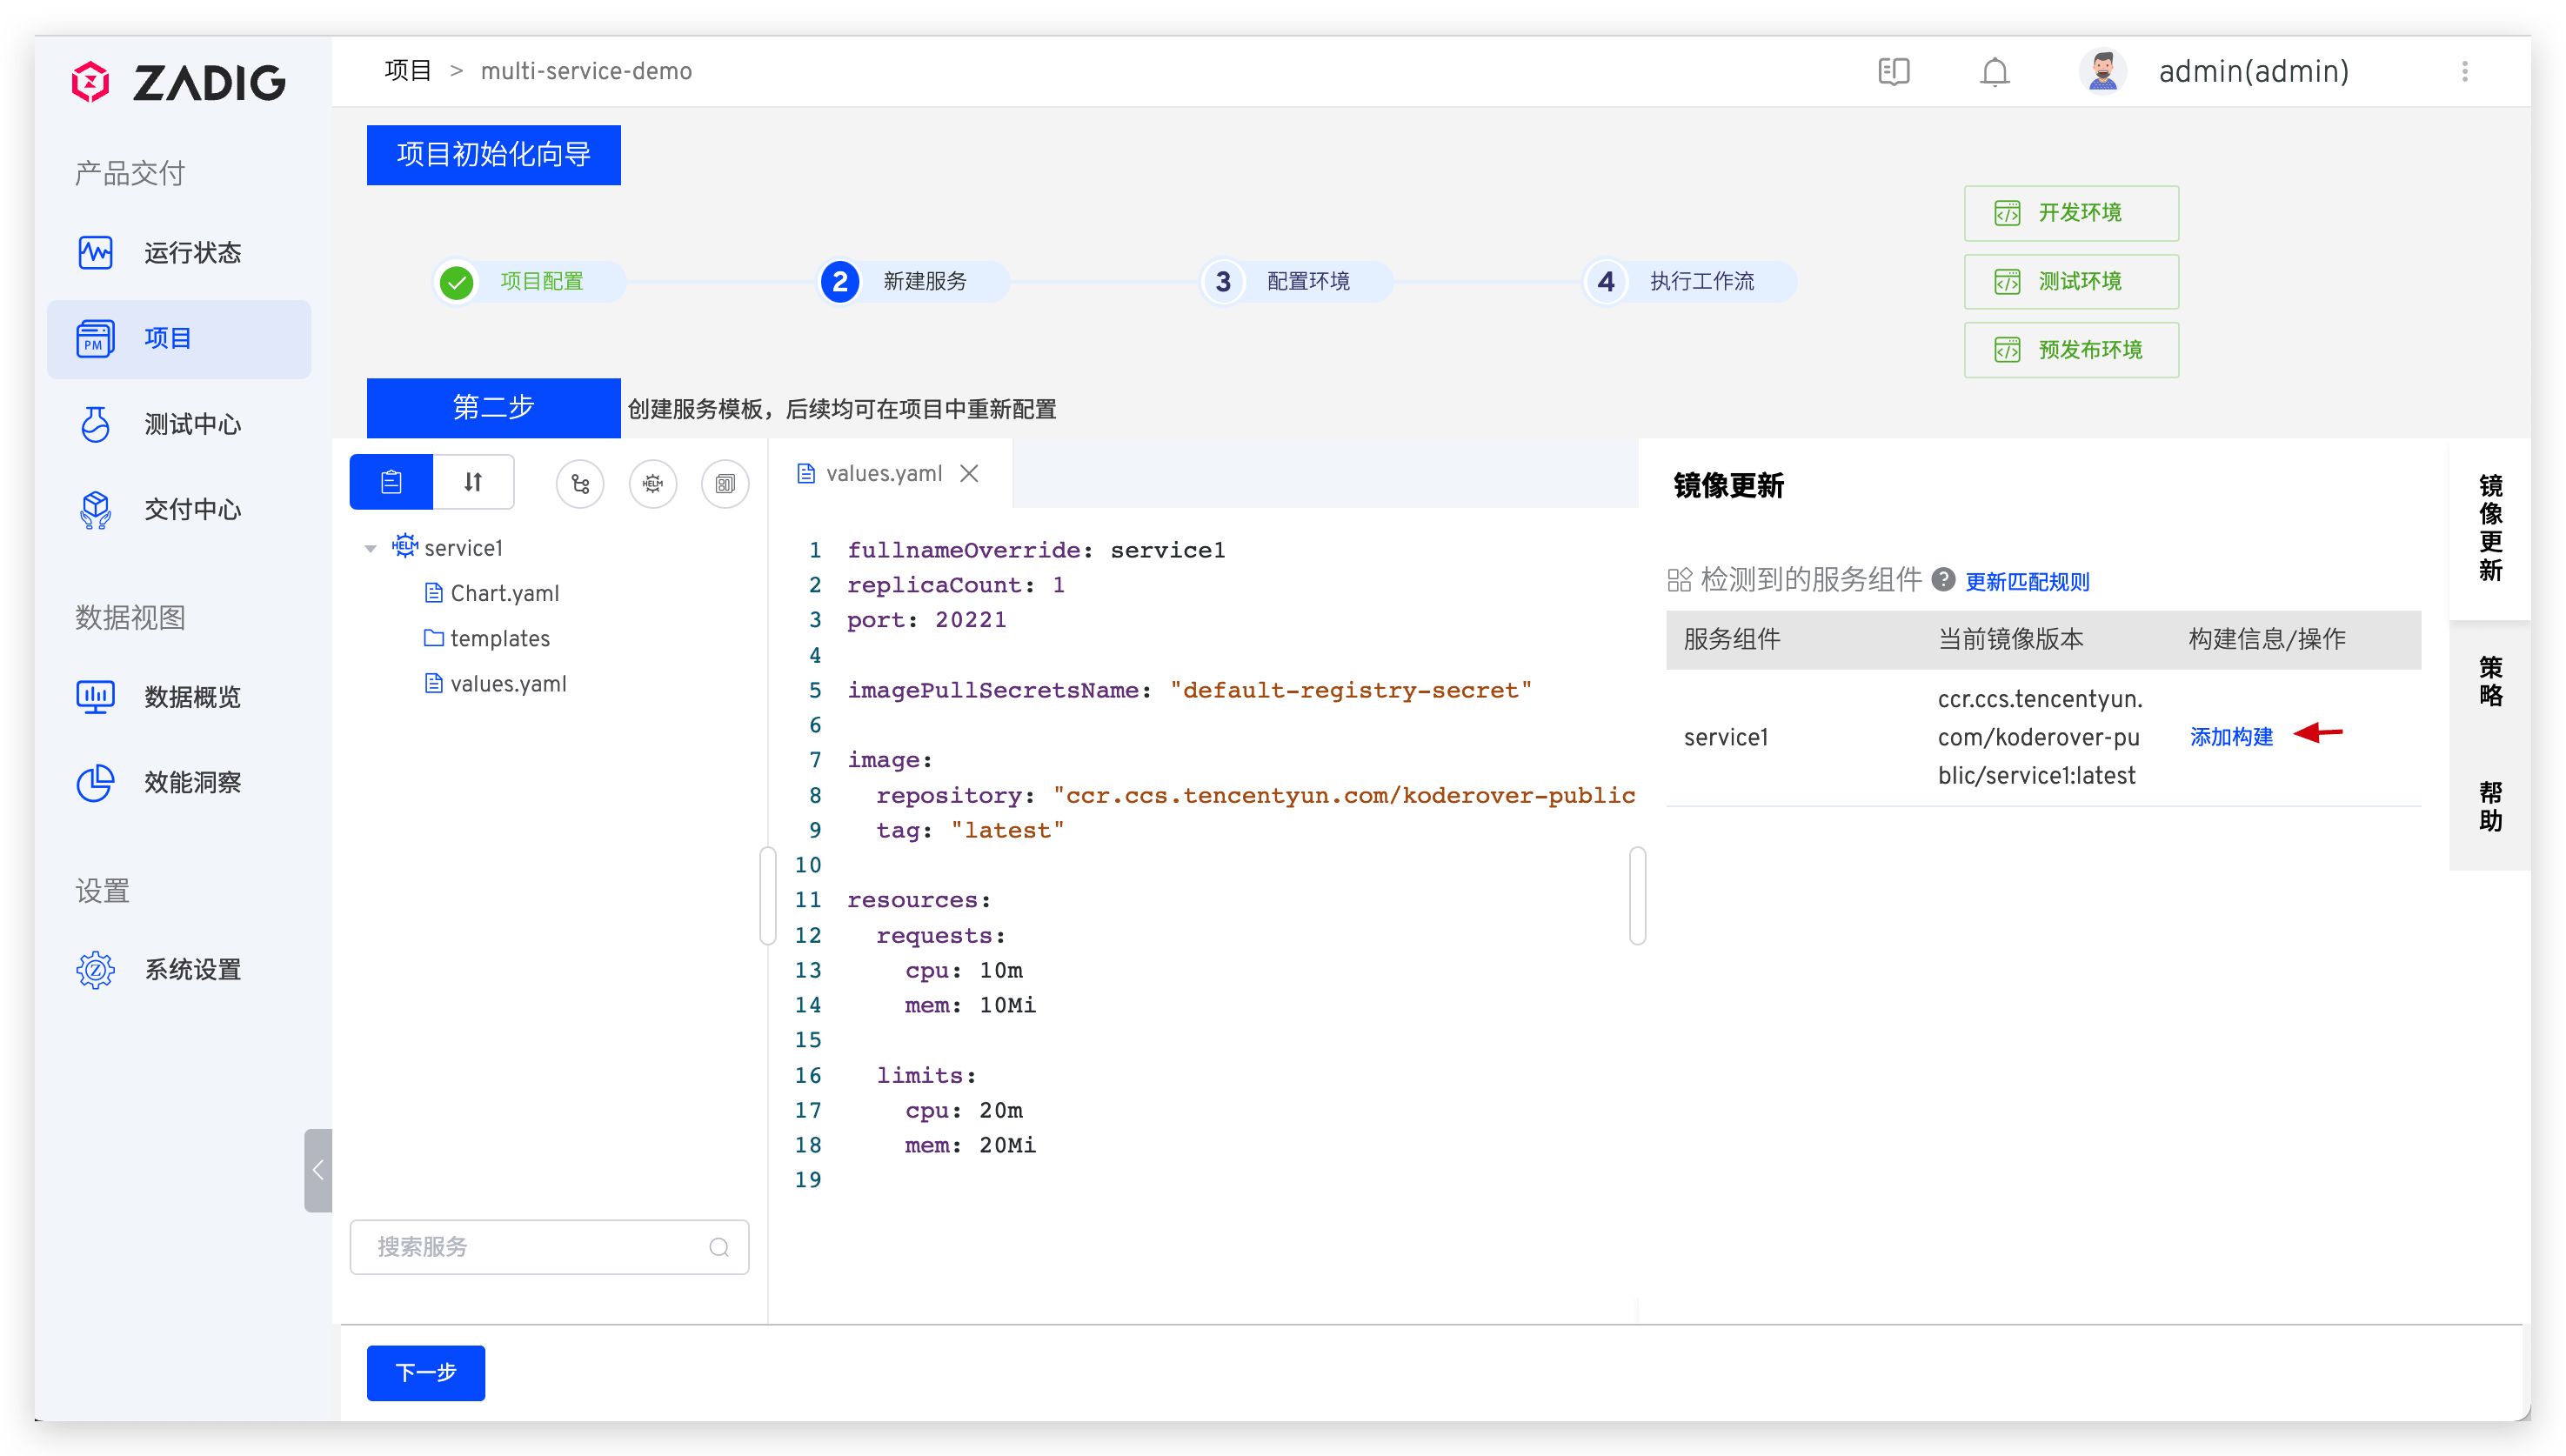 ZADIG
项目 > multi-service-demo
admin(admin)
产品交付
运行状态
项目
测试中心
交付中心
数据视图
数据概览
效能洞察
设置
系统设置
项目初始化向导
项目配置
2 新建服务
3 配置环境
4 执行工作流
开发环境
测试环境
预发布环境
第二步 创建服务模板，后续均可在项目中重新配置
service1
Chart.yaml
templates
values.yaml
搜索服务
values.yaml
1 fullnameOverride: service1
2 replicaCount: 1
3 port: 20221
4
5 imagePullSecretsName: "default-registry-secret"
6
7 image:
8 repository: "ccr.ccs.tencentyun.com/koderover-public
9 tag: "latest"
10
11 resources:
12 requests:
13 cpu: 10m
14 mem: 10Mi
15
16 limits:
17 cpu: 20m
18 mem: 20Mi
19
镜像更新
检测到的服务组件 ? 更新匹配规则
服务组件 当前镜像版本 构建信息/操作
ccr.ccs.tencentyun.
service1 com/koderover-pu 添加构建
blic/service1:latest
镜像更新
策略
帮助
下一步